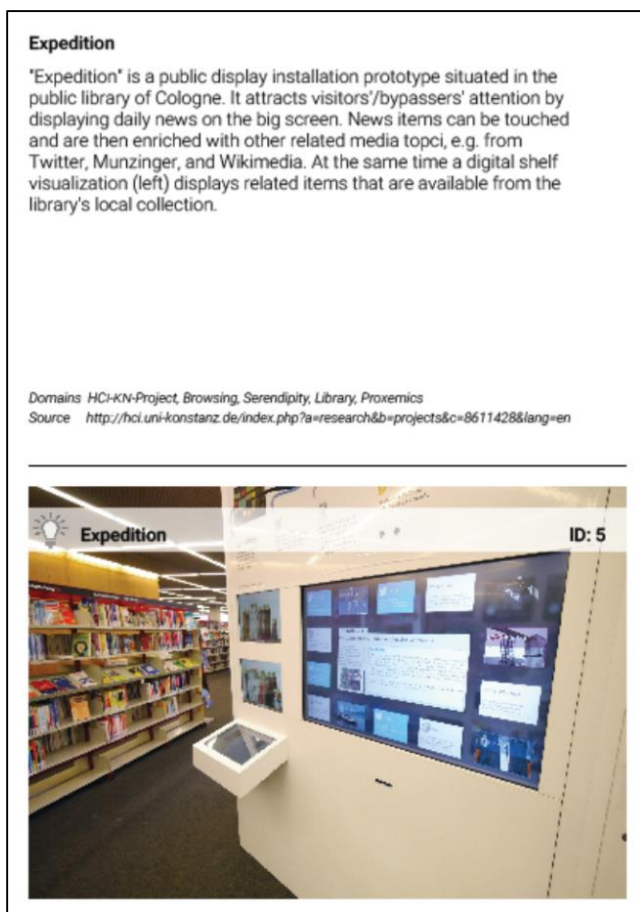 Expedition
"Expedition" is a public display installation prototype situated in the
public library of Cologne. It attracts visitors'/bypassers' attention by
displaying daily news on the big screen. News items can be touched
and are then enriched with other related media topci, e.g. from
Twitter, Munzinger, and Wikimedia. At the same time a digital shelf
visualization (left) displays related items that are available from the
library's local collection.
Domains HCI-KN-Project, Browsing, Serendipity, Library, Proxemics
Source http://hci.uni-konstanz.de/index.php?a=research&b=projects&c=8611428&lang=en
Expedition ID: 5